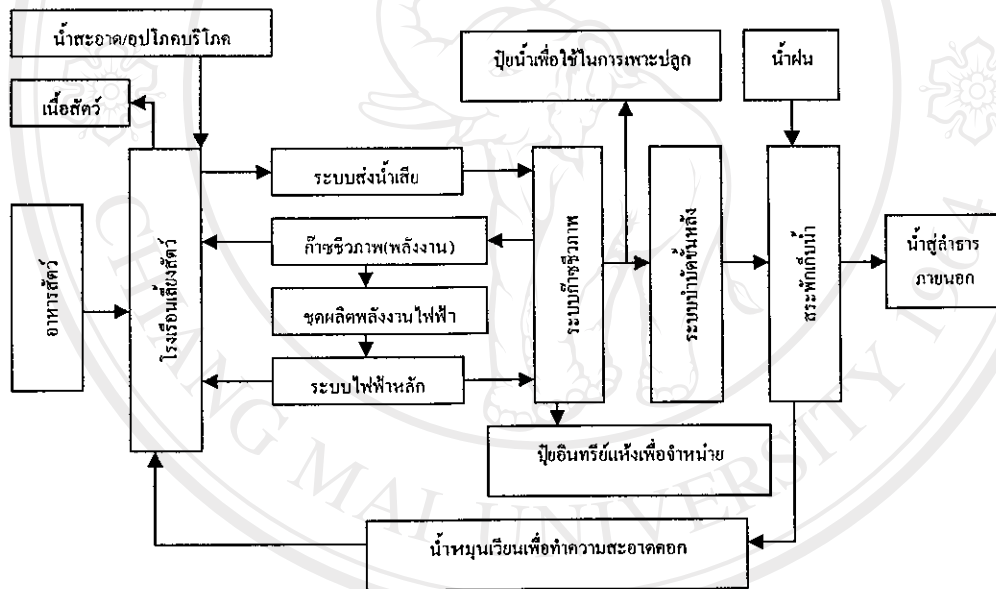 น้ำสะอาด/อุปโภคบริโภค
ปุ๋ยน้ำเพื่อใช้ในการเพาะปลูก
น้ำฝน
เนื้อสัตว์
ระบบส่งน้ำเสีย
ก๊าซชีวภาพ(พลังงาน)
ชุดผลิตพลังงานไฟฟ้า
ระบบไฟฟ้าหลัก
อาหารสัตว์
โรงเรือนเลี้ยงสัตว์
ระบบก๊าซชีวภาพ
ระบบบำบัดขั้นหลัง
สระพักเก็บน้ำ
น้ำสู่ลำธาร
ภายนอก
ปุ๋ยอินทรีย์แห้งเพื่อจำหน่าย
น้ำหมุนเวียนเพื่อทำความสะอาดคอก
CHANG MAI UNIVERSITY 1964